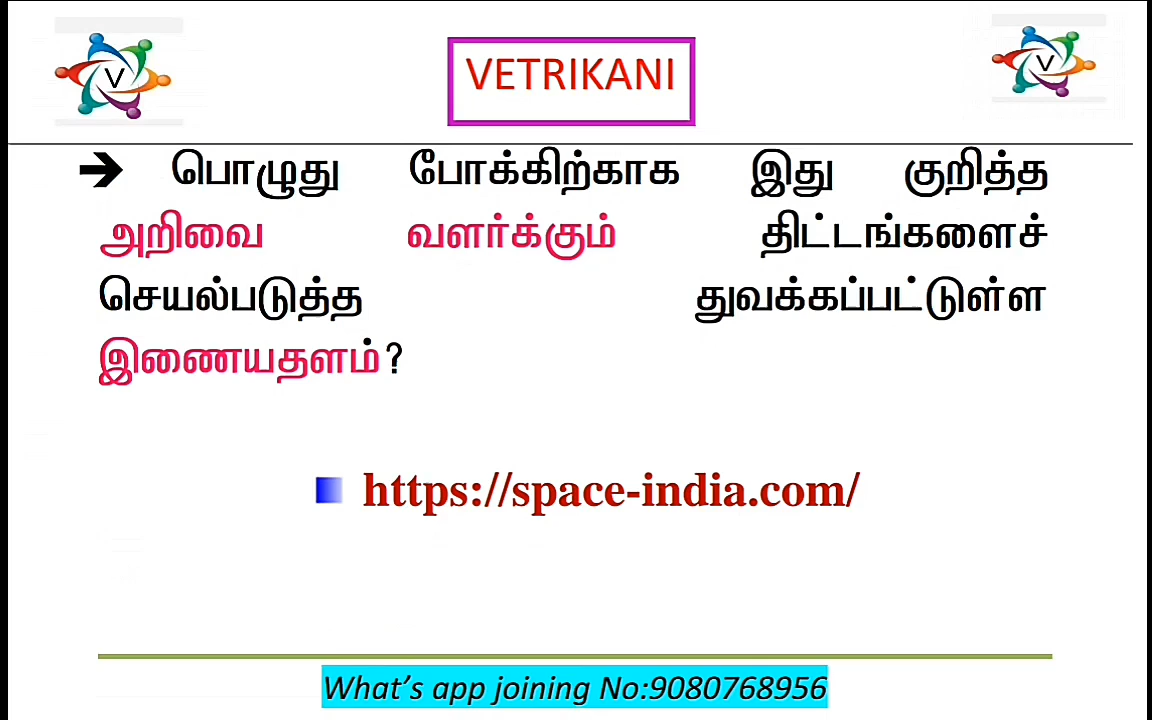 V
VETRIKANI
V
➔ பொழுது போக்கிற்காக இது குறித்த
அறிவை வளர்க்கும் திட்டங்களைச்
செயல்படுத்த துவக்கப்பட்டுள்ள
இணையதளம்?
https://space-india.com/
What's app joining No:9080768956